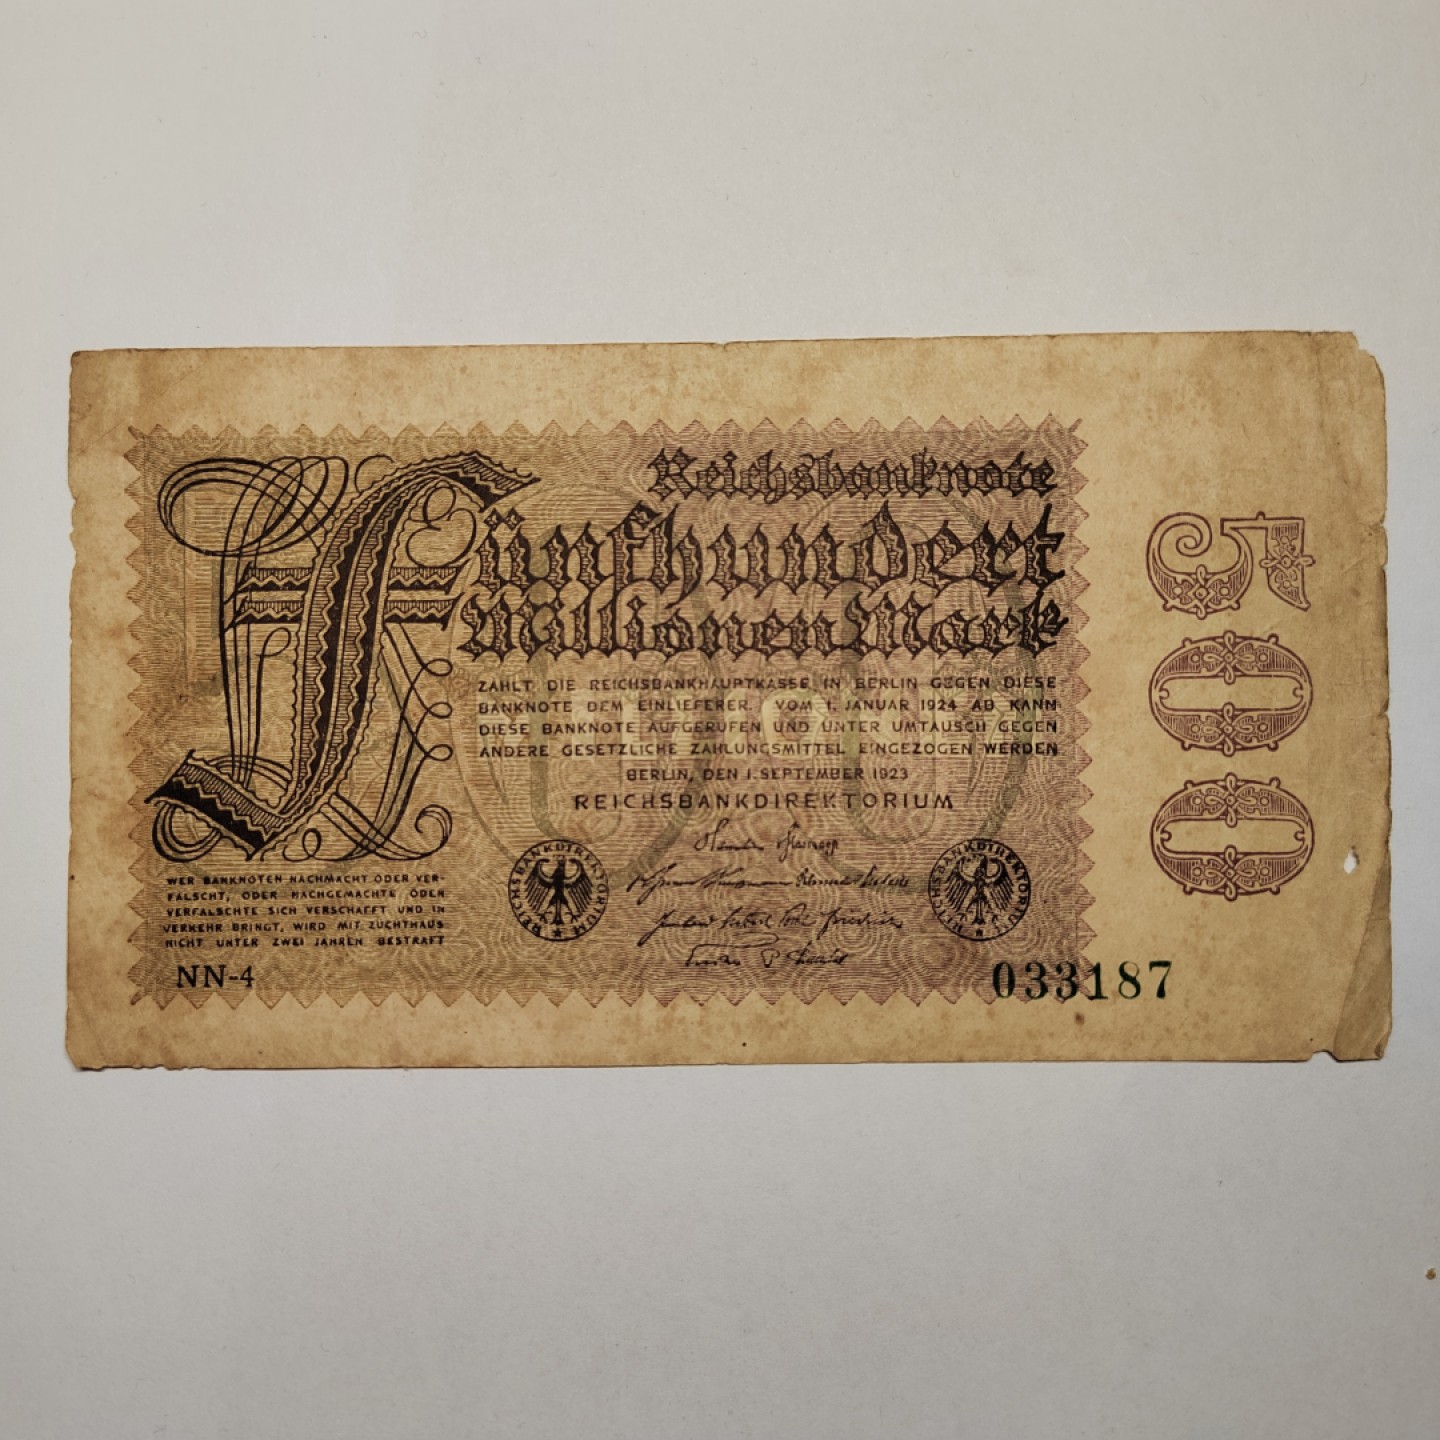 Reichsbanknote
Fünfhundert
Millionen Mark
ZAHLT DIE REICHSBANKHAUPTKASSE IN BERLIN GEGEN DIESE
BANKNOTE DEM EINLIEFERER. VOM 1. JANUAR 1924 AB KANN
DIESE BANKNOTE AUFGERUFEN UND UNTER UMTAUSCH GEGEN
ANDERE GESETZLICHE ZAHLUNGSMITTEL EINGEZOGEN WERDEN
BERLIN, DEN 1. SEPTEMBER 1923
REICHSBANKDIREKTORIUM
REICHSBANKDIREKTORIUM
REICHSBANKDIREKTORIUM
WER BANKNOTEN NACHMACHT ODER VER-
FÄLSCHT, ODER NACHGEMACHTE ODER
VERFÄLSCHTE SICH VERSCHAFFT UND IN
VERKEHR BRINGT, WIRD MIT ZUCHTHAUS
NICHT UNTER ZWEI JAHREN BESTRAFT
NN-4
033187
500